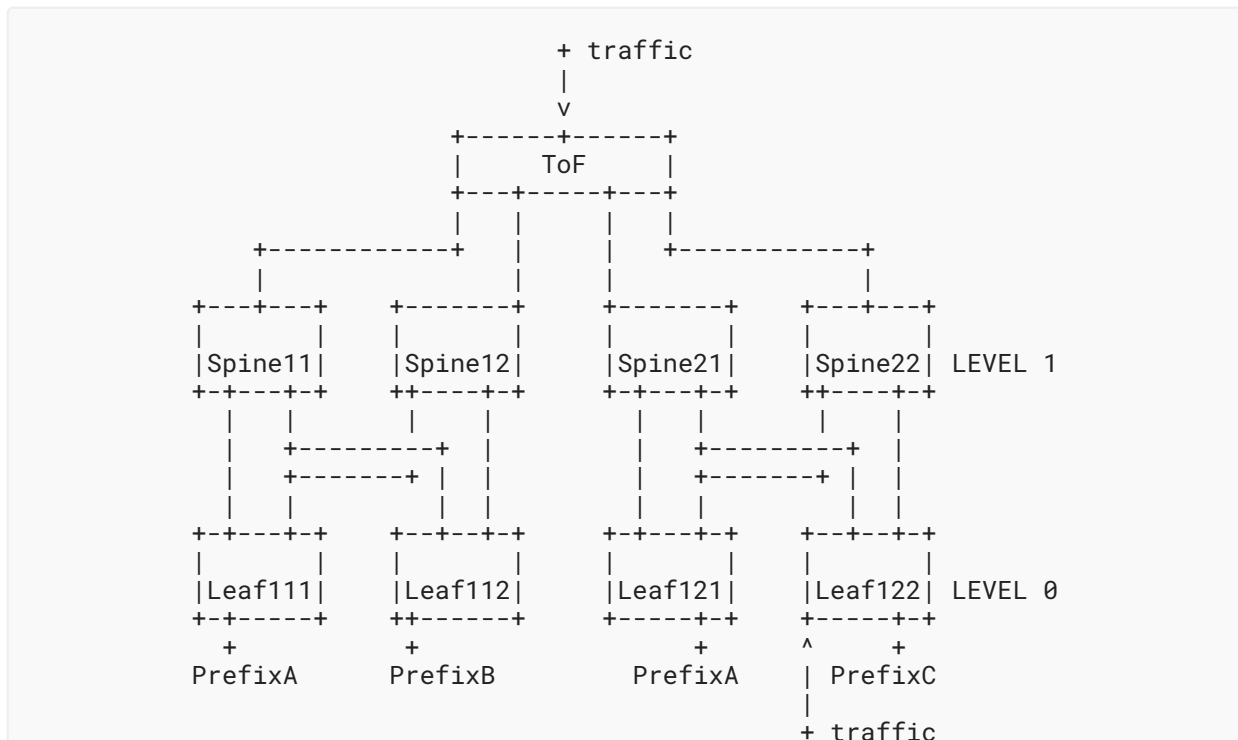 + traffic
ToF
Spine11 Spine12 Spine21 Spine22 LEVEL 1
Leaf111 Leaf112 Leaf121 Leaf122 LEVEL 0
PrefixA PrefixB PrefixA PrefixC
+ traffic